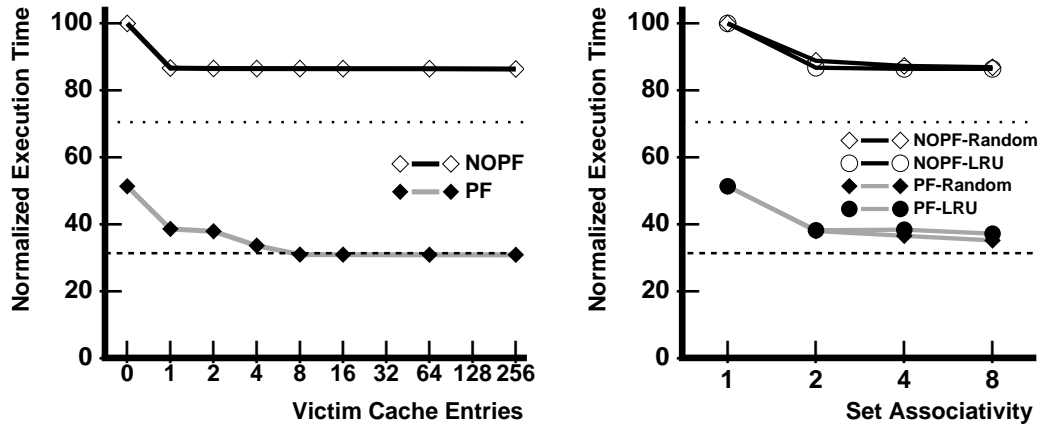 Normalized Execution Time
100
80
60
40
20
0
0 1 2 4 8 16 32 64 128 256
Victim Cache Entries
NOPF
PF
Normalized Execution Time
100
80
60
40
20
0
1 2 4 8
Set Associativity
NOPF-Random
NOPF-LRU
PF-Random
PF-LRU